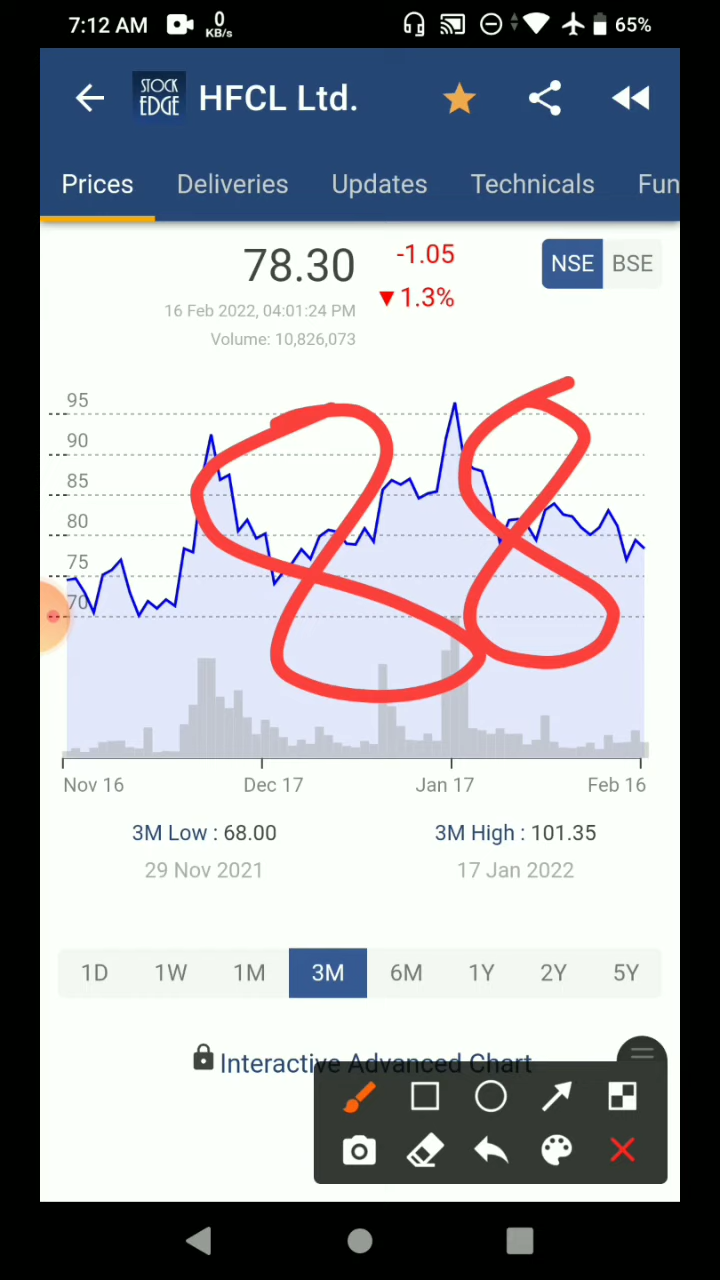 7:12 AM 0 KB/s 65%
STOCK EDGE HFCL Ltd.
Prices Deliveries Updates Technicals Fun
78.30 -1.05
▼1.3%
NSE BSE
16 Feb 2022, 04:01:24 PM
Volume: 10,826,073
95
90
85
80
75
70
88
Nov 16 Dec 17 Jan 17 Feb 16
3M Low : 68.00 3M High : 101.35
29 Nov 2021 17 Jan 2022
1D 1W 1M 3M 6M 1Y 2Y 5Y
Interactive Advanced Chart